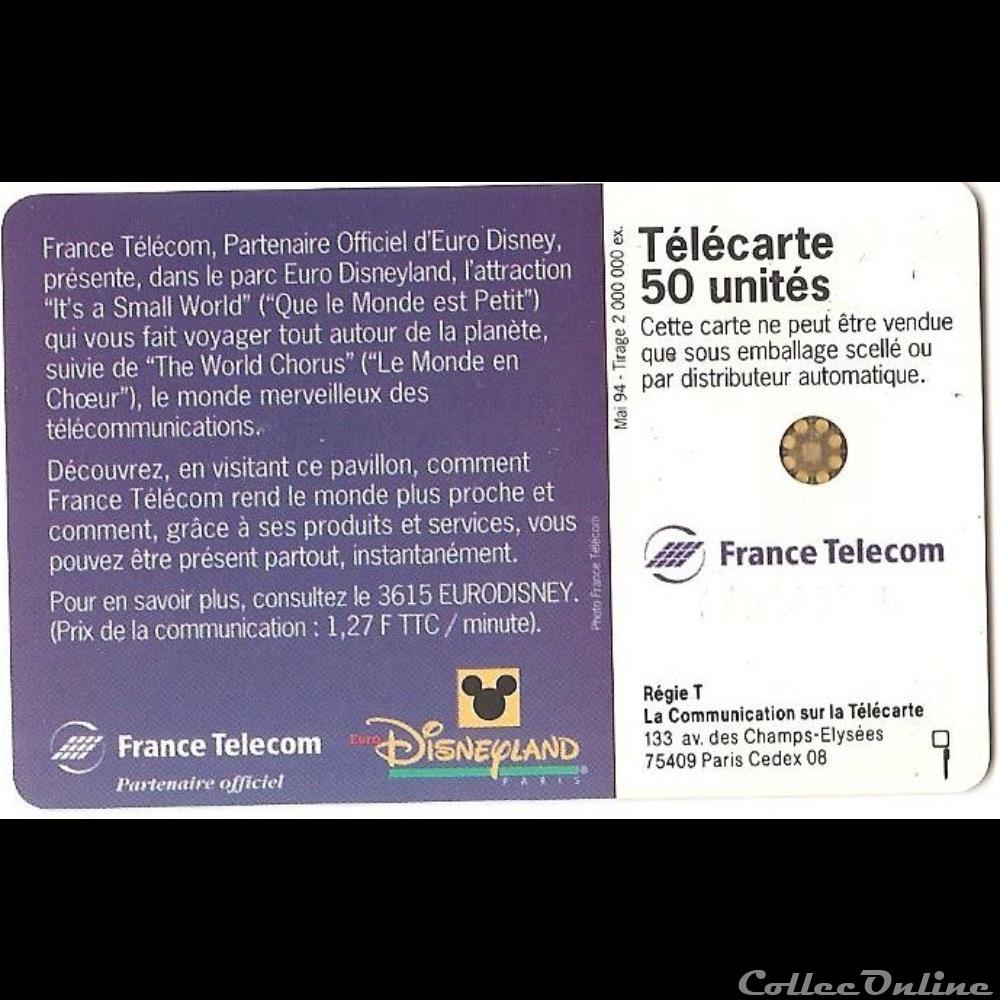 France Télécom, Partenaire Officiel d'Euro Disney,
présente, dans le parc Euro Disneyland, l'attraction
"It's a Small World" ("Que le Monde est Petit")
qui vous fait voyager tout autour de la planète,
suivie de "The World Chorus" ("Le Monde en
Chœur"), le monde merveilleux des
télécommunications.
Découvrez, en visitant ce pavillon, comment
France Télécom rend le monde plus proche et
comment, grâce à ses produits et services, vous
pouvez être présent partout, instantanément.
Pour en savoir plus, consultez le 3615 EURODISNEY.
(Prix de la communication : 1,27 F TTC / minute).
France Telecom
Partenaire officiel
Euro
DISNEYLAND
PARIS
Photo France Télécom
Mai 94 - Tirage 2 000 000 ex.
Télécarte
50 unités
Cette carte ne peut être vendue
que sous emballage scellé ou
par distributeur automatique.
France Telecom
Régie T
La Communication sur la Télécarte
133 av. des Champs-Elysées
75409 Paris Cedex 08
CollecOnline